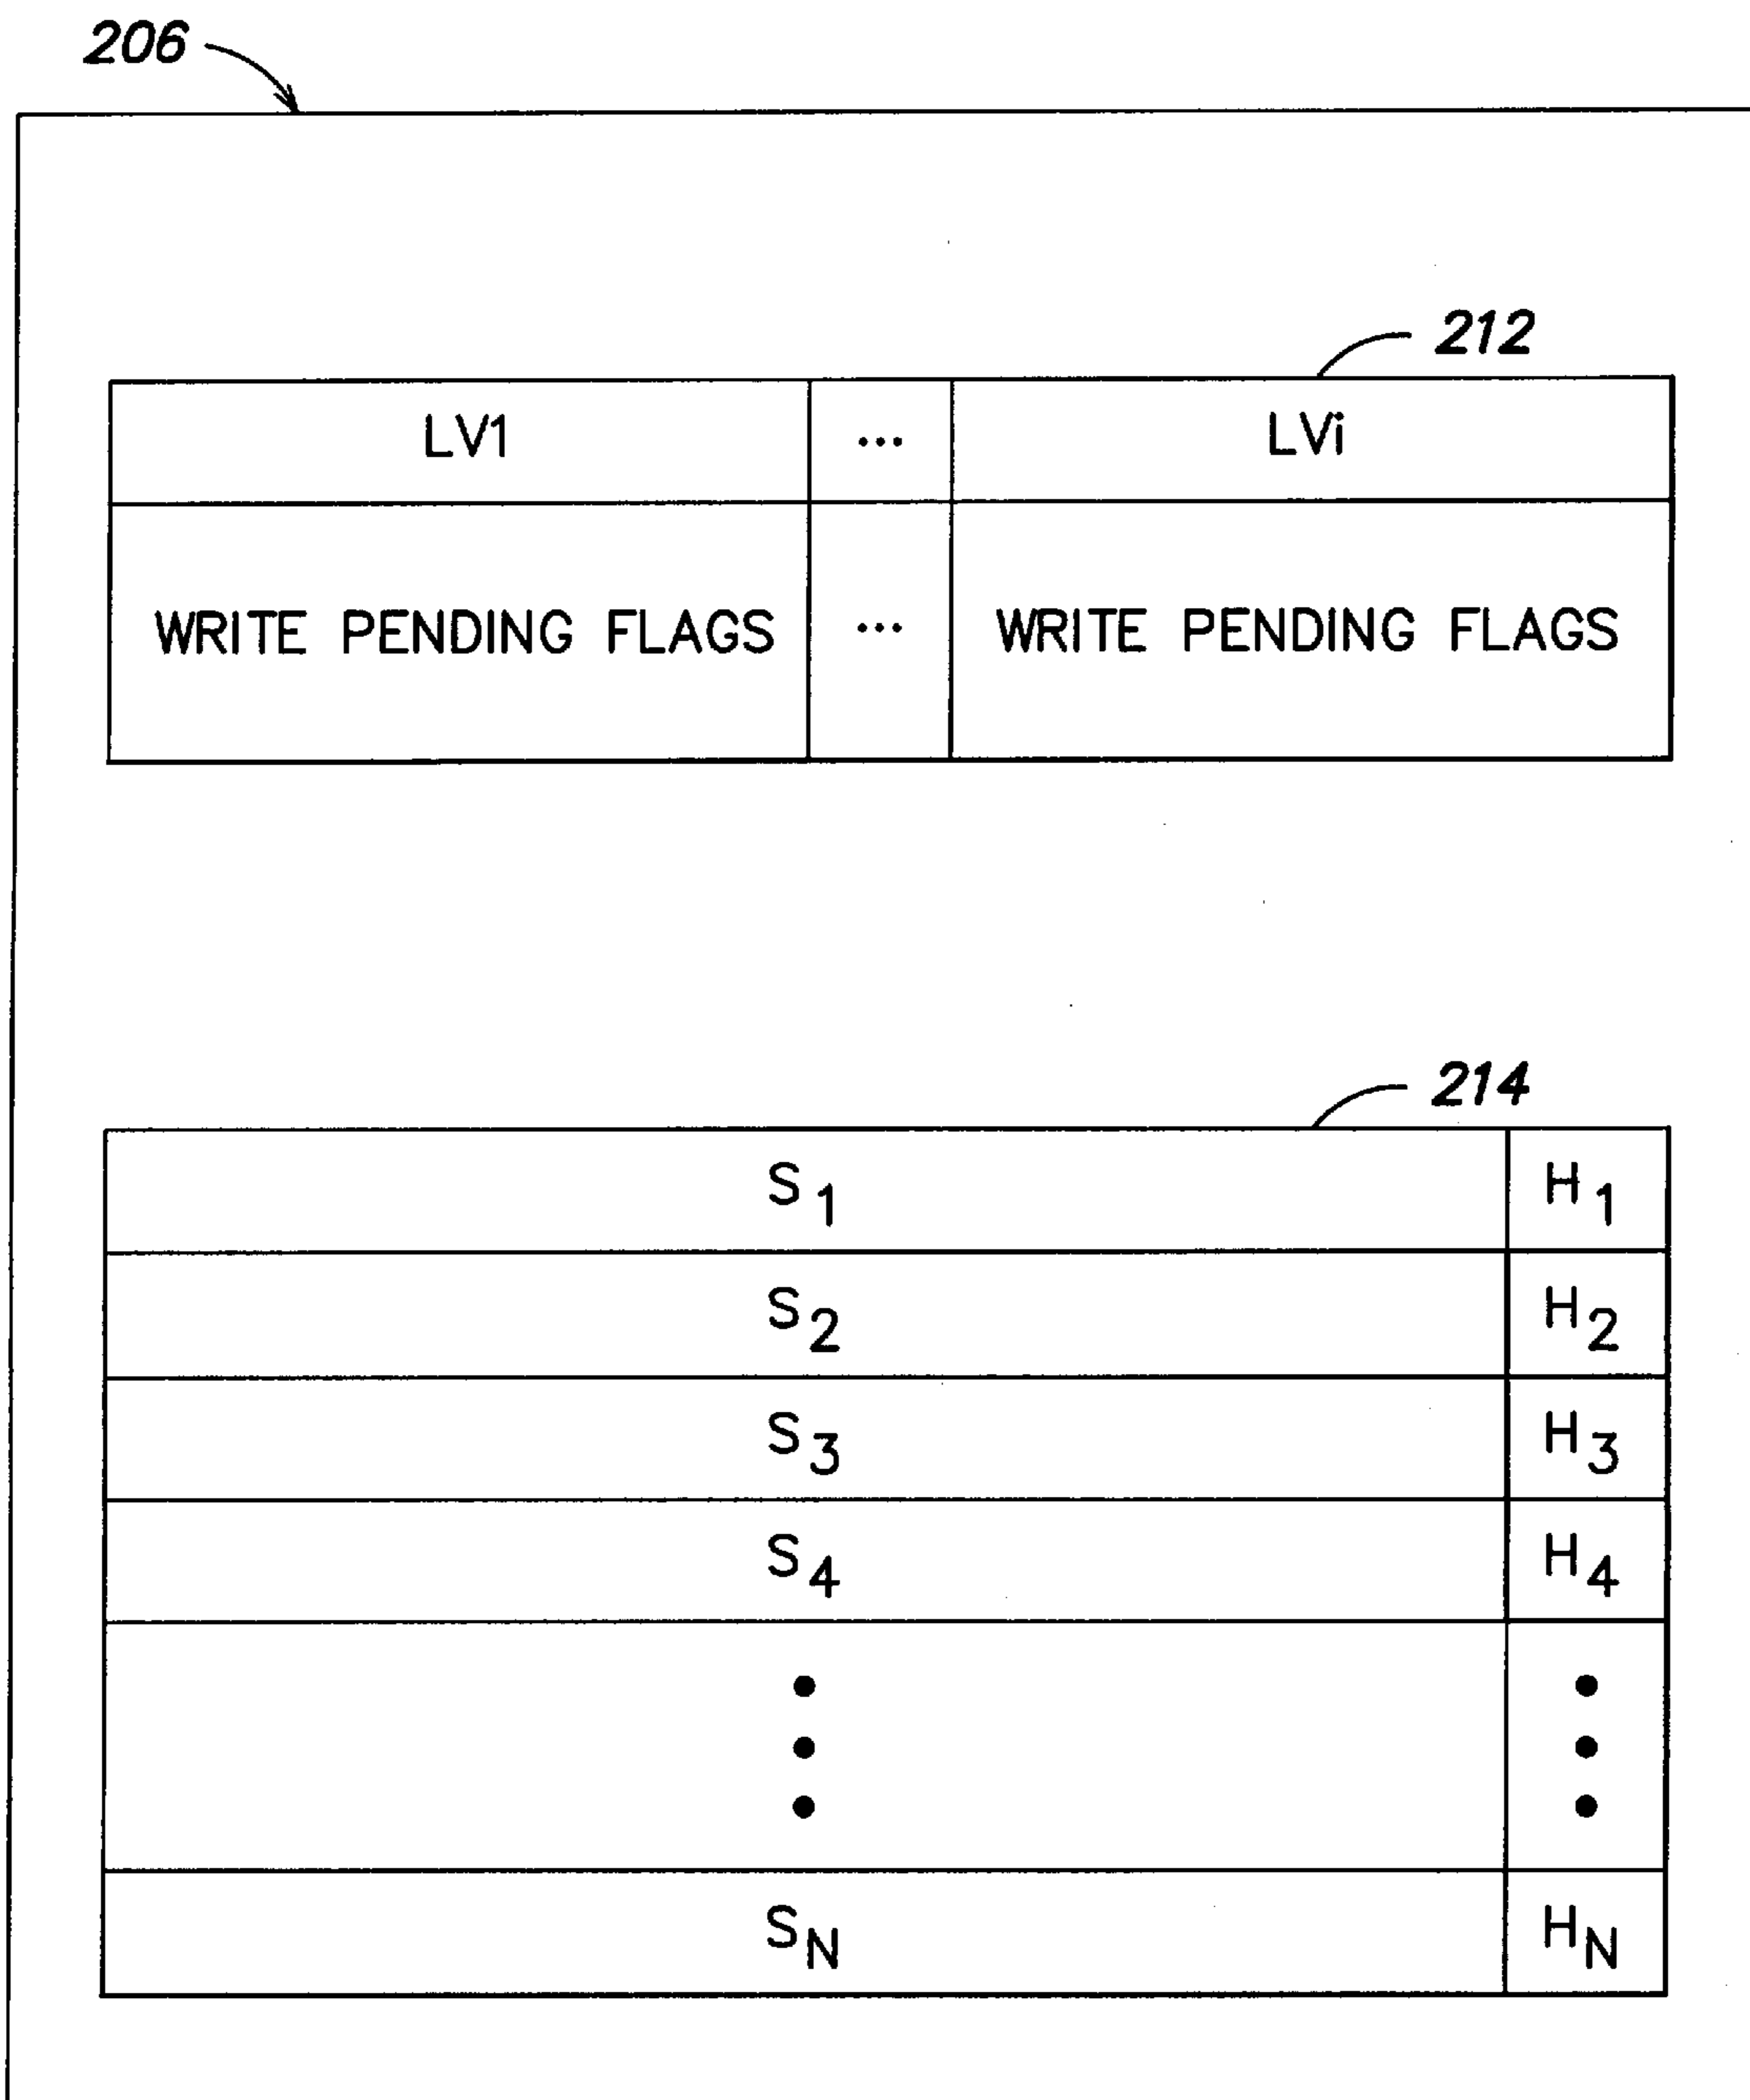 206
212
LV1 ... LVi
WRITE PENDING FLAGS ... WRITE PENDING FLAGS
214
S1 H1
S2 H2
S3 H3
S4 H4
SN HN